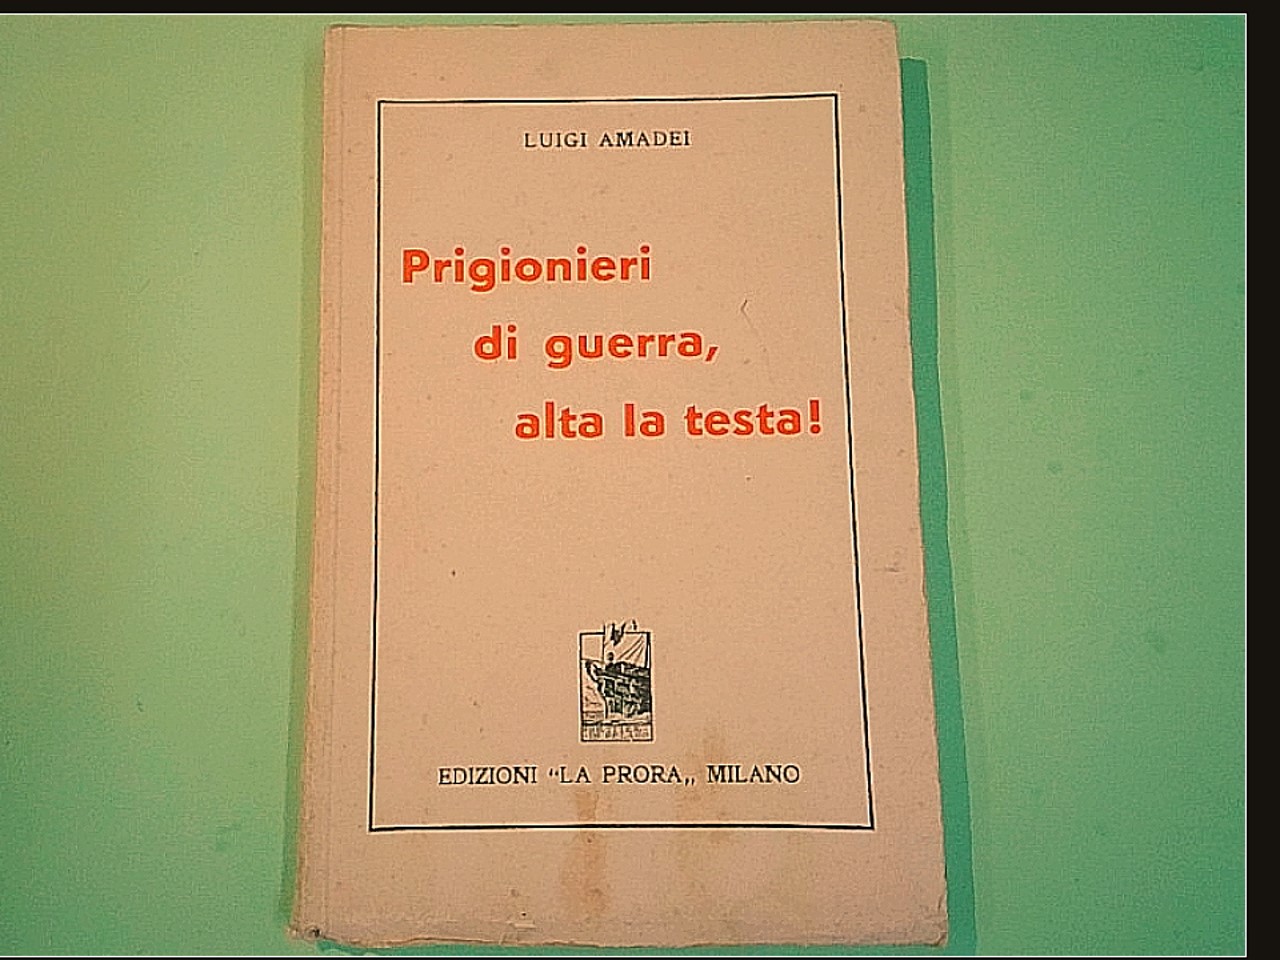 LUIGI AMADEI
Prigionieri
di guerra,
alta la testa!
EDIZIONI “LA PRORA„ MILANO